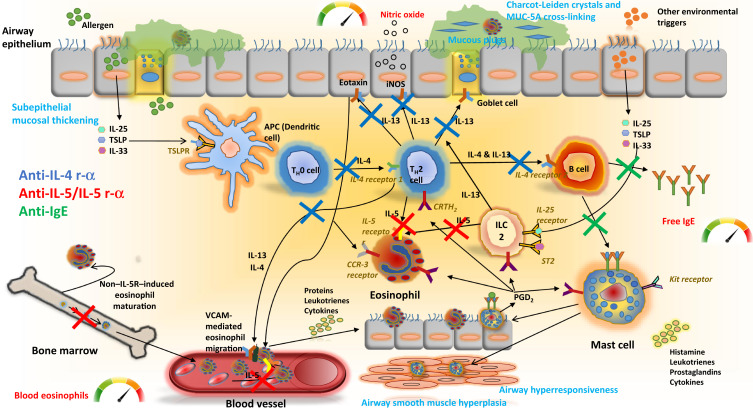 Charcot-Leiden crystals and
MUC-5A cross-linking
Allergen
Nitric oxide
Other environmental
triggers
Airway
epithelium
Mucous plugs
Eotaxin
iNOS
Goblet cell
Subepithelial
mucosal thickening
IL-25
TSLP
IL-33
TSLPR
APC (Dendritic
cell)
IL-13
IL-13
IL-13
IL-25
TSLP
IL-33
Anti-IL-4 r-α
Anti-IL-5/IL-5 r-α
Anti-IgE
TH0 cell
IL-4
IL-4 receptor 1
TH2
cell
IL-4 & IL-13
IL-4 receptor
B cell
CRTH2
IL-13
Free IgE
IL-5
IL-5
receptor
IL-5
ILC
2
IL-25
receptor
ST2
IL-13
IL-4
CCR-3
receptor
Eosinophil
Non–IL-5R–induced
eosinophil
maturation
Proteins
Leukotrienes
Cytokines
PGD2
Kit receptor
Mast cell
VCAM-
mediated
eosinophil
migration
Bone marrow
IL-5
Histamine
Leukotrienes
Prostaglandins
Cytokines
Blood eosinophils
Blood vessel
Airway hyperresponsiveness
Airway smooth muscle hyperplasia